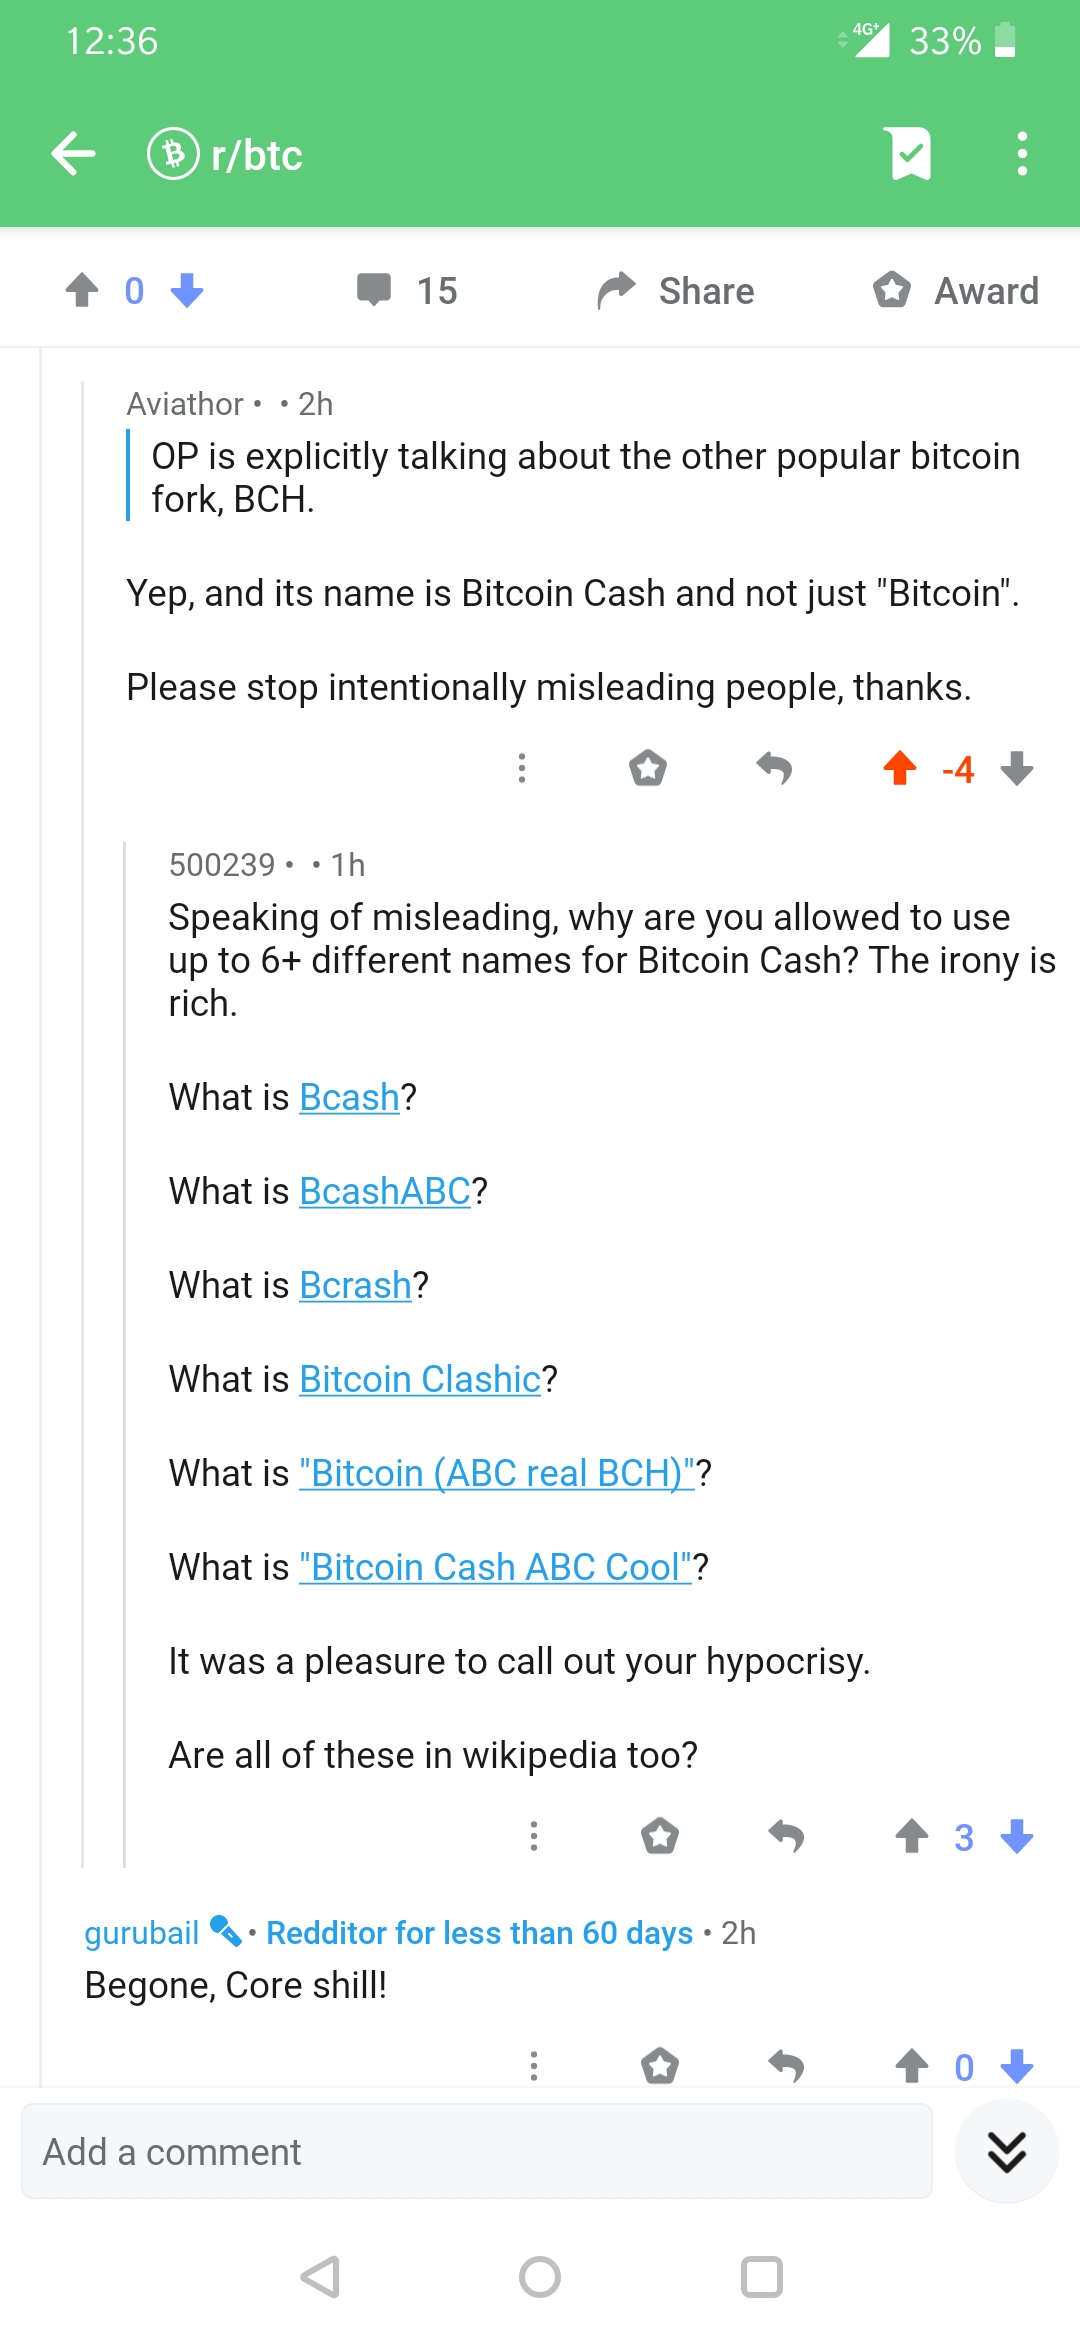 12:36
4G+ 33%
r/btc
0 15 Share Award
Aviathor • • 2h
OP is explicitly talking about the other popular bitcoin
fork, BCH.
Yep, and its name is Bitcoin Cash and not just "Bitcoin".
Please stop intentionally misleading people, thanks.
-4
500239 • • 1h
Speaking of misleading, why are you allowed to use
up to 6+ different names for Bitcoin Cash? The irony is
rich.
What is Bcash?
What is BcashABC?
What is Bcrash?
What is Bitcoin Clashic?
What is "Bitcoin (ABC real BCH)"?
What is "Bitcoin Cash ABC Cool"?
It was a pleasure to call out your hypocrisy.
Are all of these in wikipedia too?
3
gurubail • Redditor for less than 60 days • 2h
Begone, Core shill!
0
Add a comment